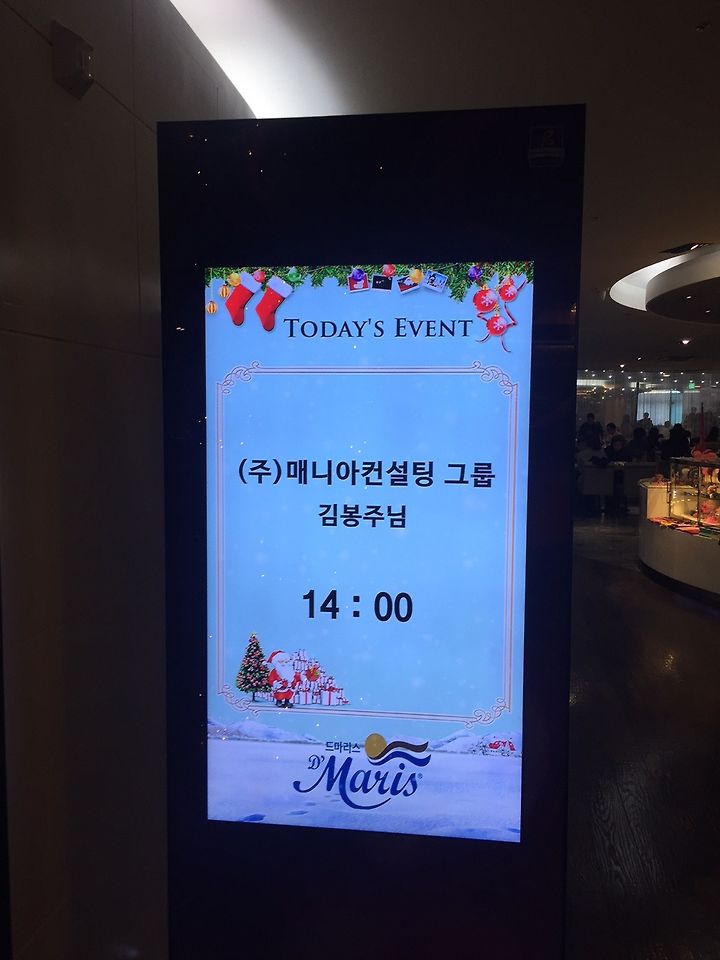 TODAY'S EVENT
(주)매니아컨설팅 그룹
김봉주님
14 : 00
드마리스
D'Maris®